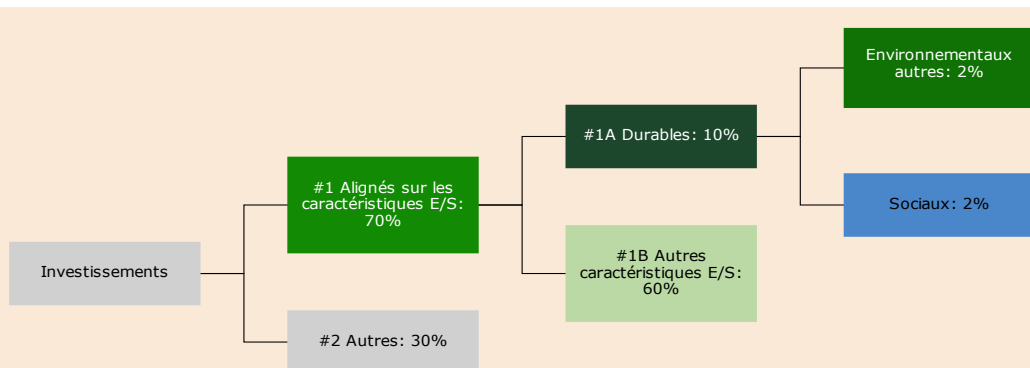 Investissements
#1 Alignés sur les
caractéristiques E/S:
70%
#2 Autres: 30%
#1A Durables: 10%
#1B Autres
caractéristiques E/S:
60%
Environnementaux
autres: 2%
Sociaux: 2%